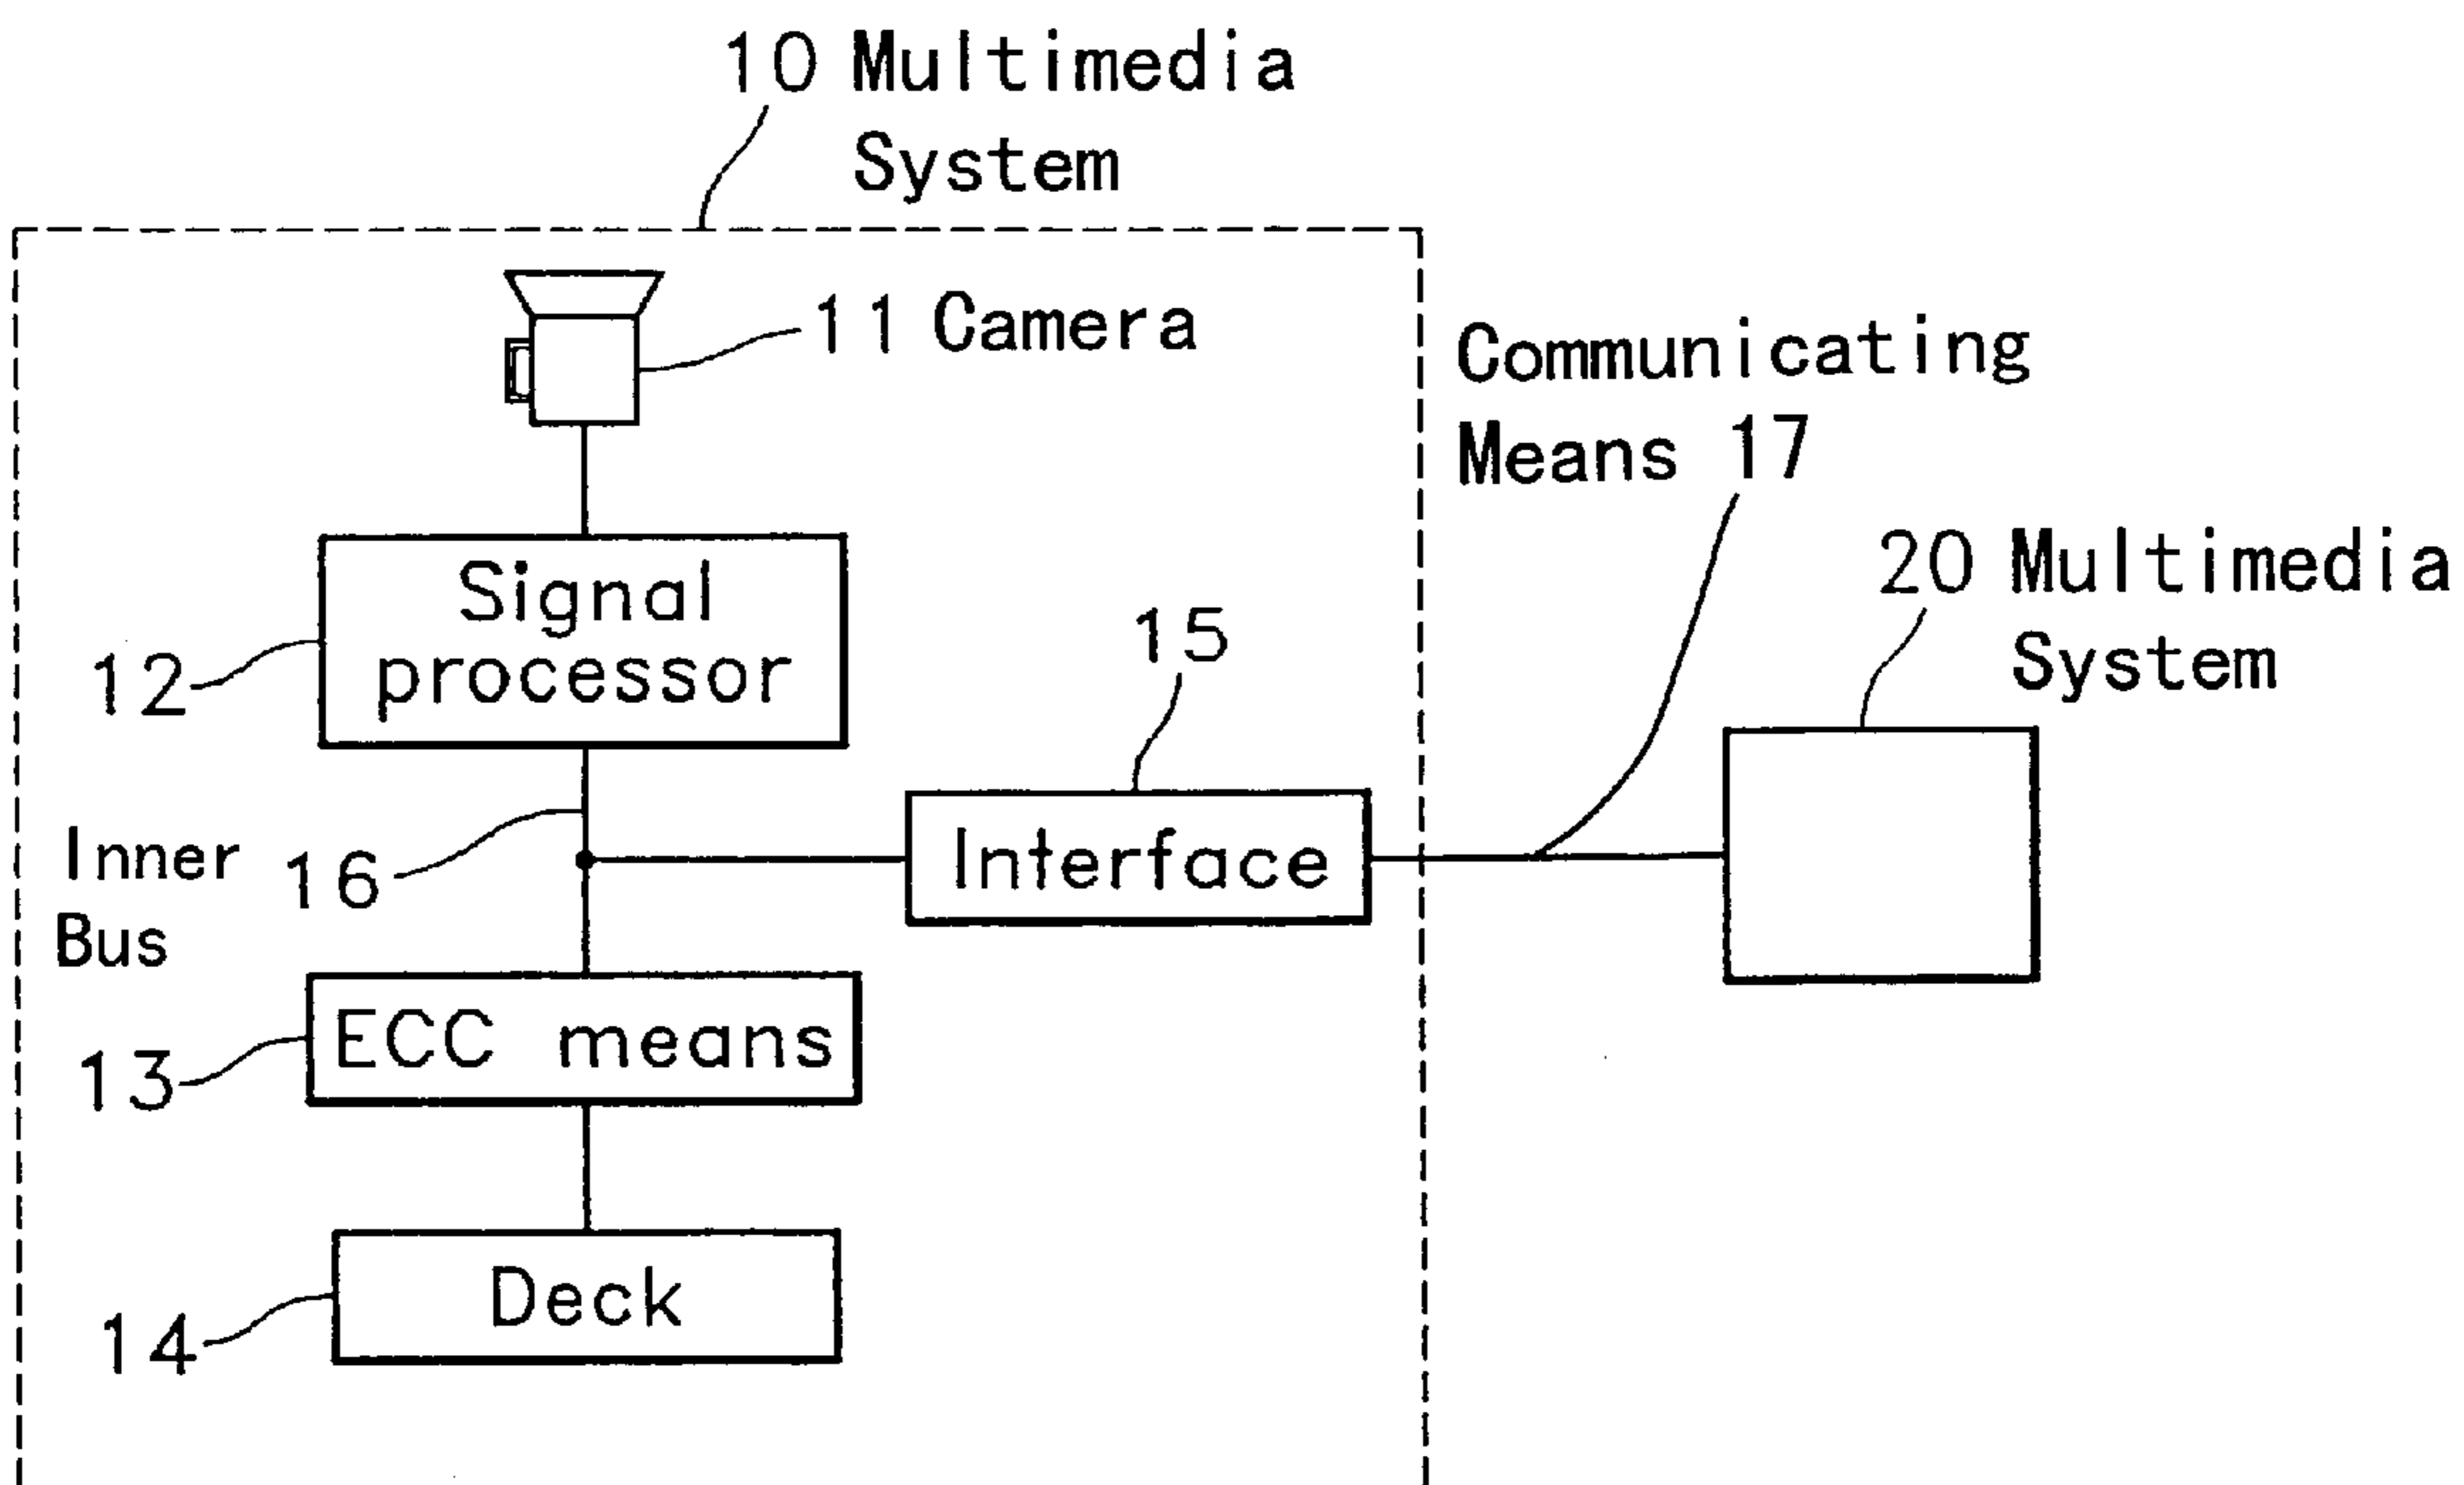 10 Multimedia
System
11 Camera
Communicating
Means 17
Signal
processor
12
15
20 Multimedia
System
Inner
Bus
16
Interface
ECC means
13
Deck
14